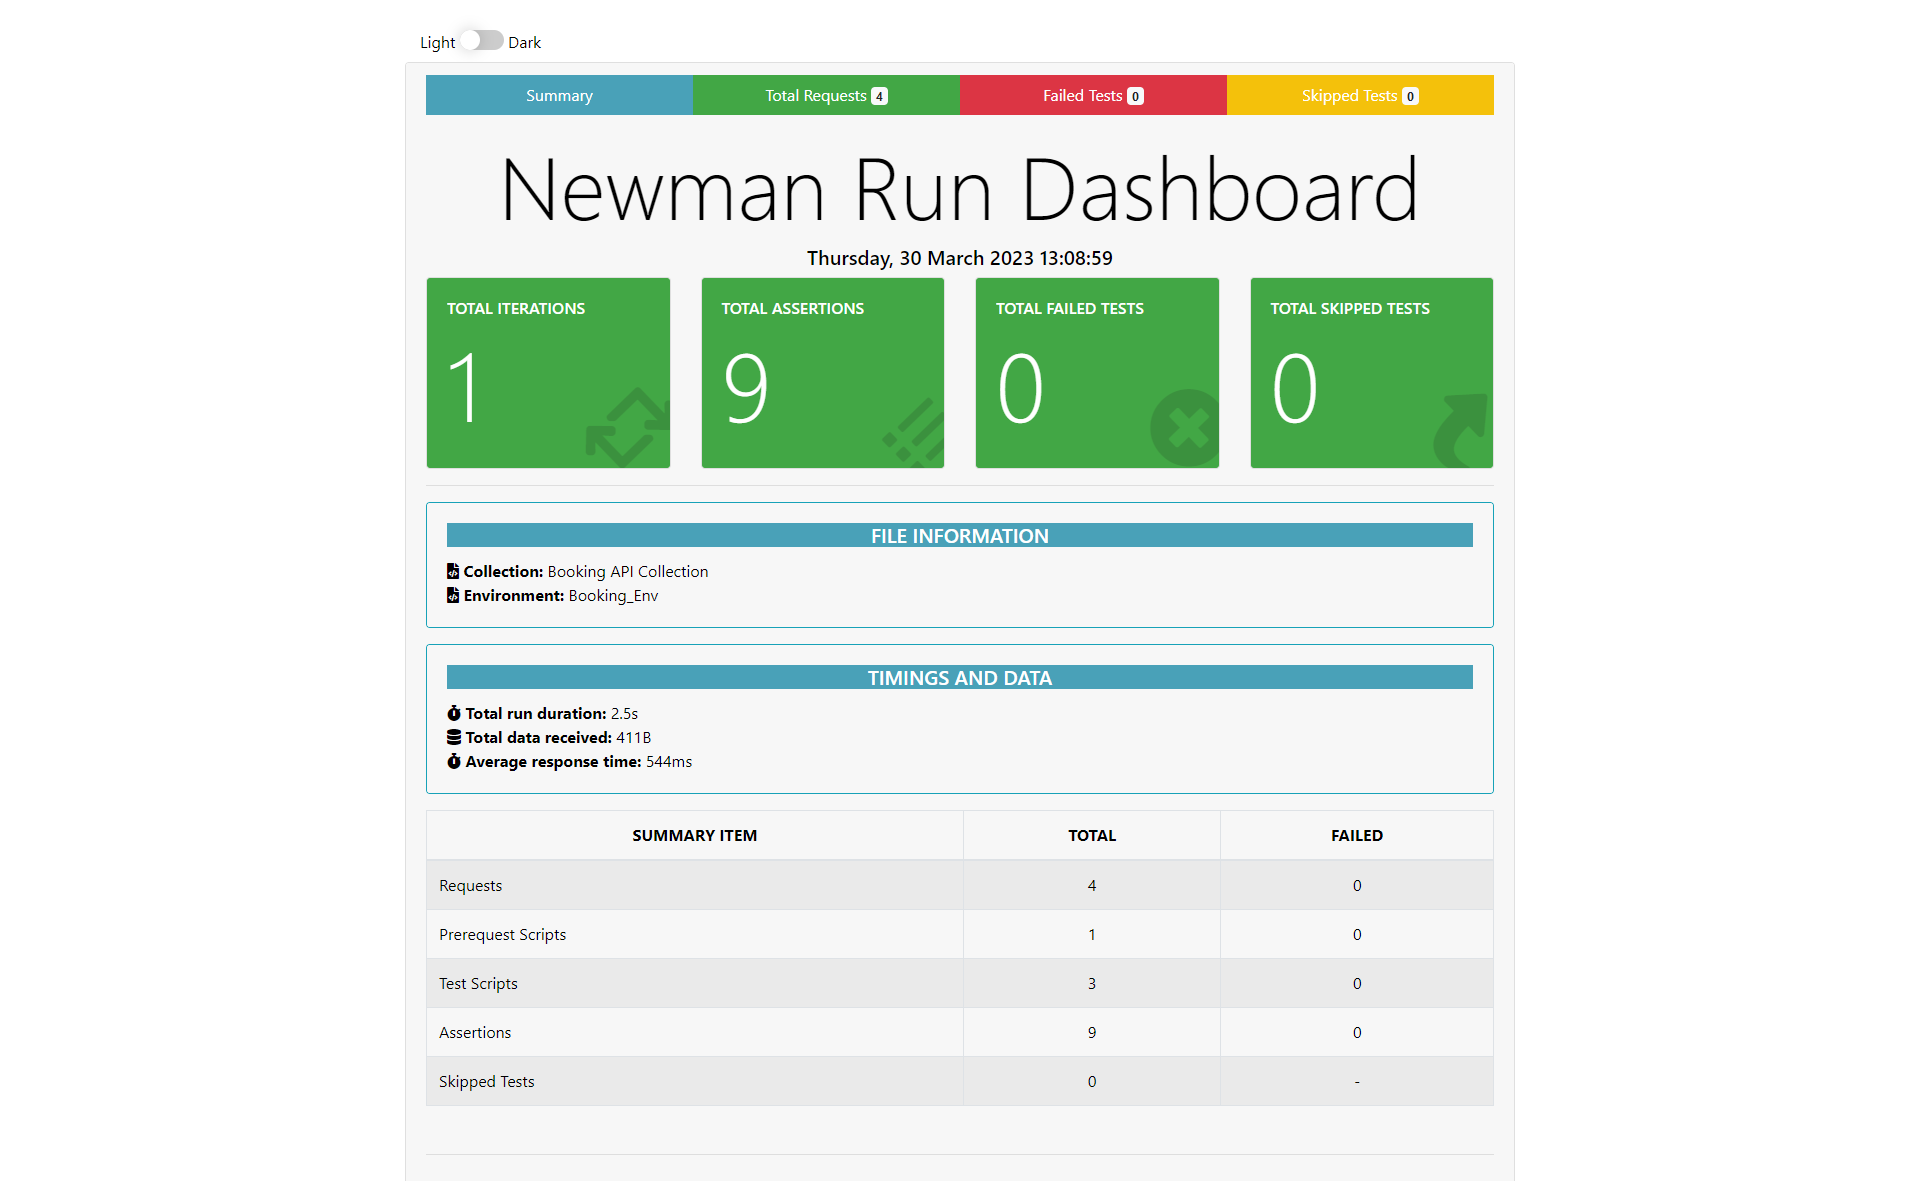 Light Dark
Summary Total Requests 4 Failed Tests 0 Skipped Tests 0
Newman Run Dashboard
Thursday, 30 March 2023 13:08:59
TOTAL ITERATIONS
1
TOTAL ASSERTIONS
9
TOTAL FAILED TESTS
0
TOTAL SKIPPED TESTS
0
FILE INFORMATION
Collection: Booking API Collection
Environment: Booking_Env
TIMINGS AND DATA
Total run duration: 2.5s
Total data received: 411B
Average response time: 544ms
SUMMARY ITEM TOTAL FAILED
Requests 4 0
Prerequest Scripts 1 0
Test Scripts 3 0
Assertions 9 0
Skipped Tests 0 -